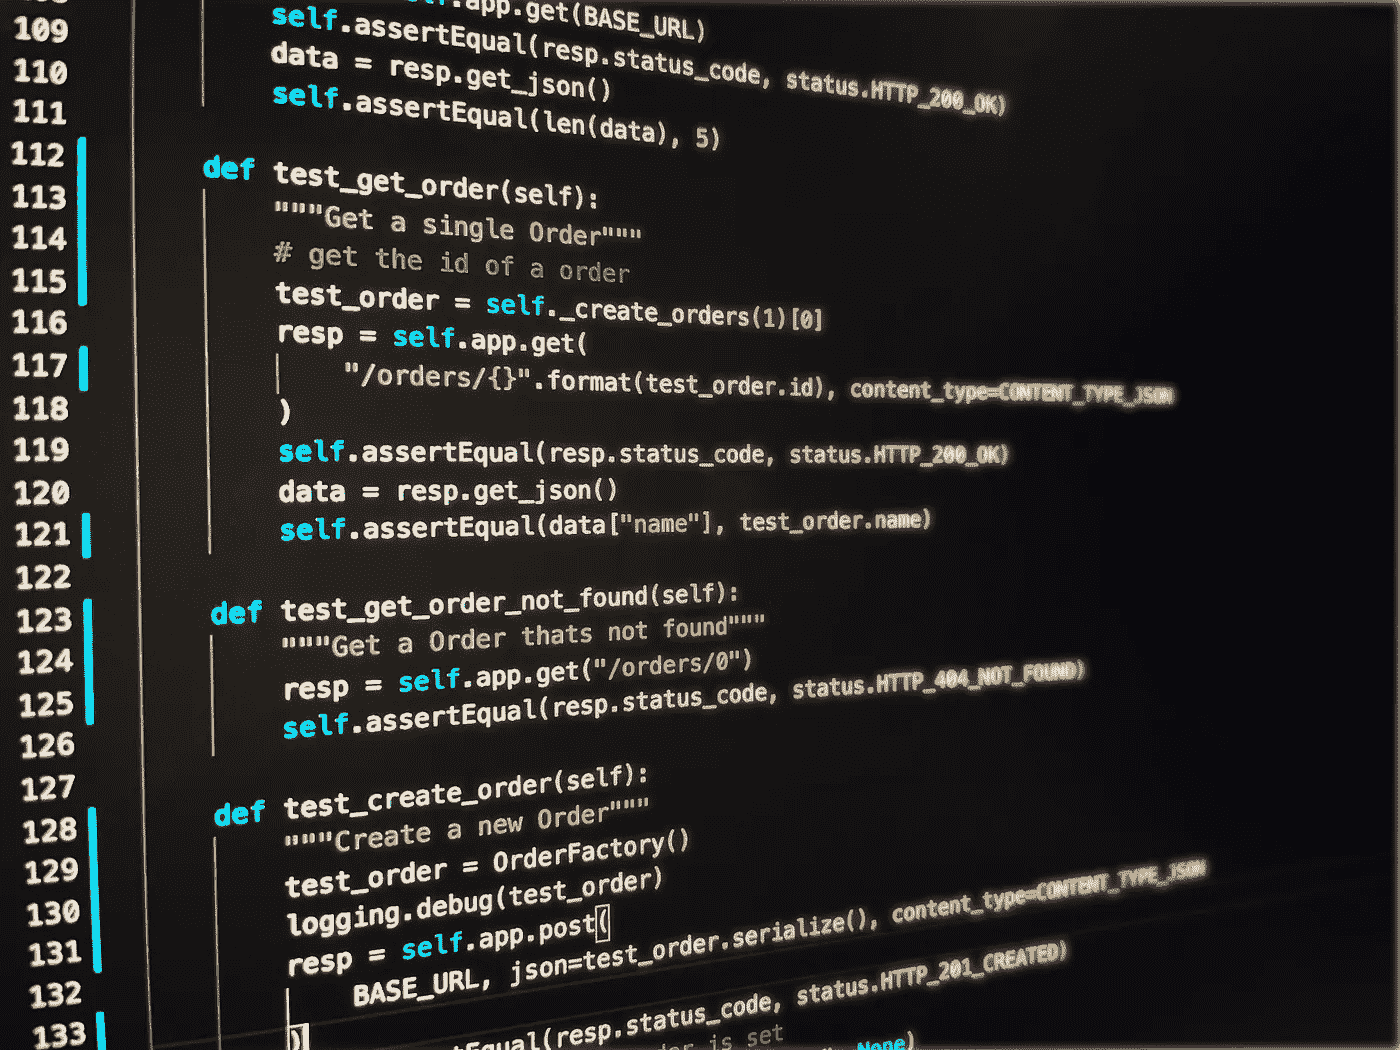 109 self.app.get(BASE_URL)
110 self.assertEqual(resp.status_code, status.HTTP_200_OK)
111 data = resp.get_json()
self.assertEqual(len(data), 5)
112
113 def test_get_order(self):
114 """Get a single Order"""
115 # get the id of a order
116 test_order = self._create_orders(1)[0]
117 resp = self.app.get(
118 "/orders/{}".format(test_order.id), content_type=CONTENT_TYPE_JSON
)
119 self.assertEqual(resp.status_code, status.HTTP_200_OK)
120 data = resp.get_json()
121 self.assertEqual(data["name"], test_order.name)
122
123 def test_get_order_not_found(self):
124 """Get a Order thats not found"""
125 resp = self.app.get("/orders/0")
126 self.assertEqual(resp.status_code, status.HTTP_404_NOT_FOUND)
127
128 def test_create_order(self):
129 """Create a new Order"""
130 test_order = OrderFactory()
131 logging.debug(test_order)
132 resp = self.app.post(
133 BASE_URL, json=test_order.serialize(), content_type=CONTENT_TYPE_JSON
)
Equal(resp.status_code, status.HTTP_201_CREATED)
is set
None)